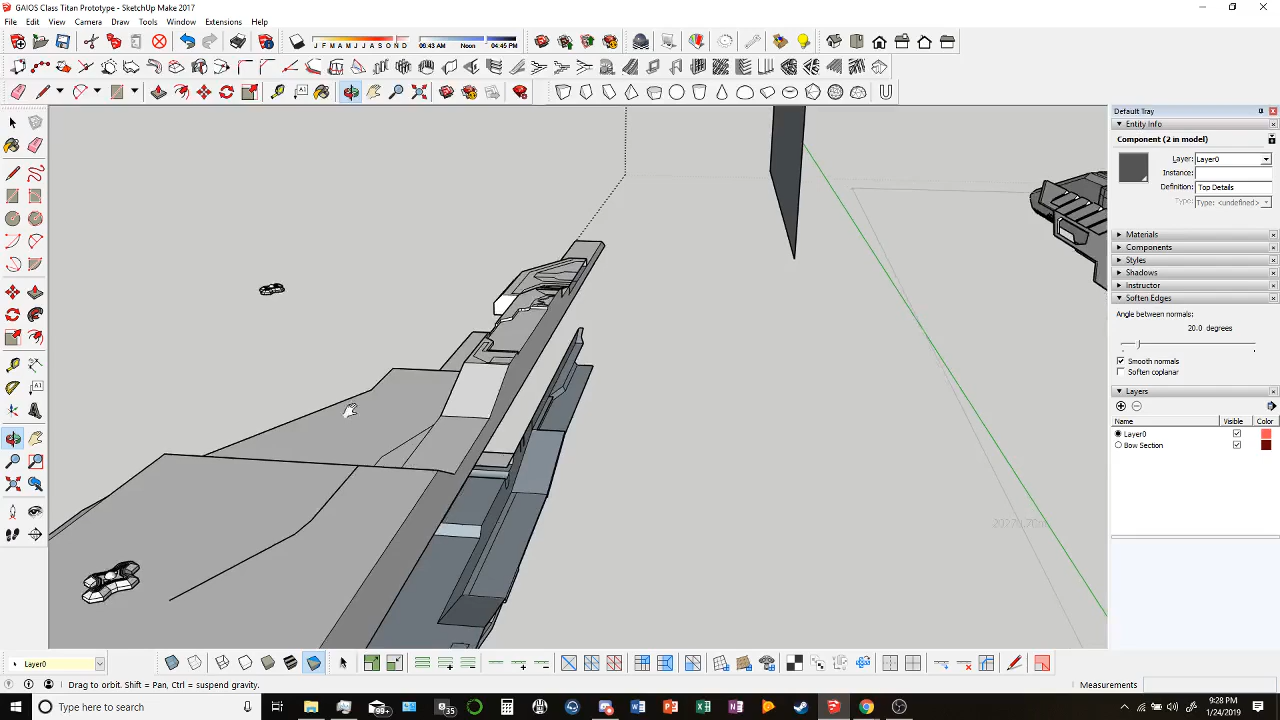 GAIOS Class Titan Prototype - SketchUp Make 2017
File Edit View Camera Draw Tools Window Extensions Help
J F M A M J J A S O N D 06:43 AM Noon 04:45 PM
Default Tray
Entity Info
Component (2 in model)
Layer: Layer0
Instance:
Definition: Top Details
Type: Type: <undefined>
Materials
Components
Styles
Shadows
Instructor
Soften Edges
Angle between normals:
20.0 degrees
Smooth normals
Soften coplanar
Layers
Name Visible Color
Layer0
Bow Section
Layer0
Drag to orbit. Shift = Pan, Ctrl = suspend gravity.
Measurements
Type here to search
99+
35
9:28 PM
1/24/2019